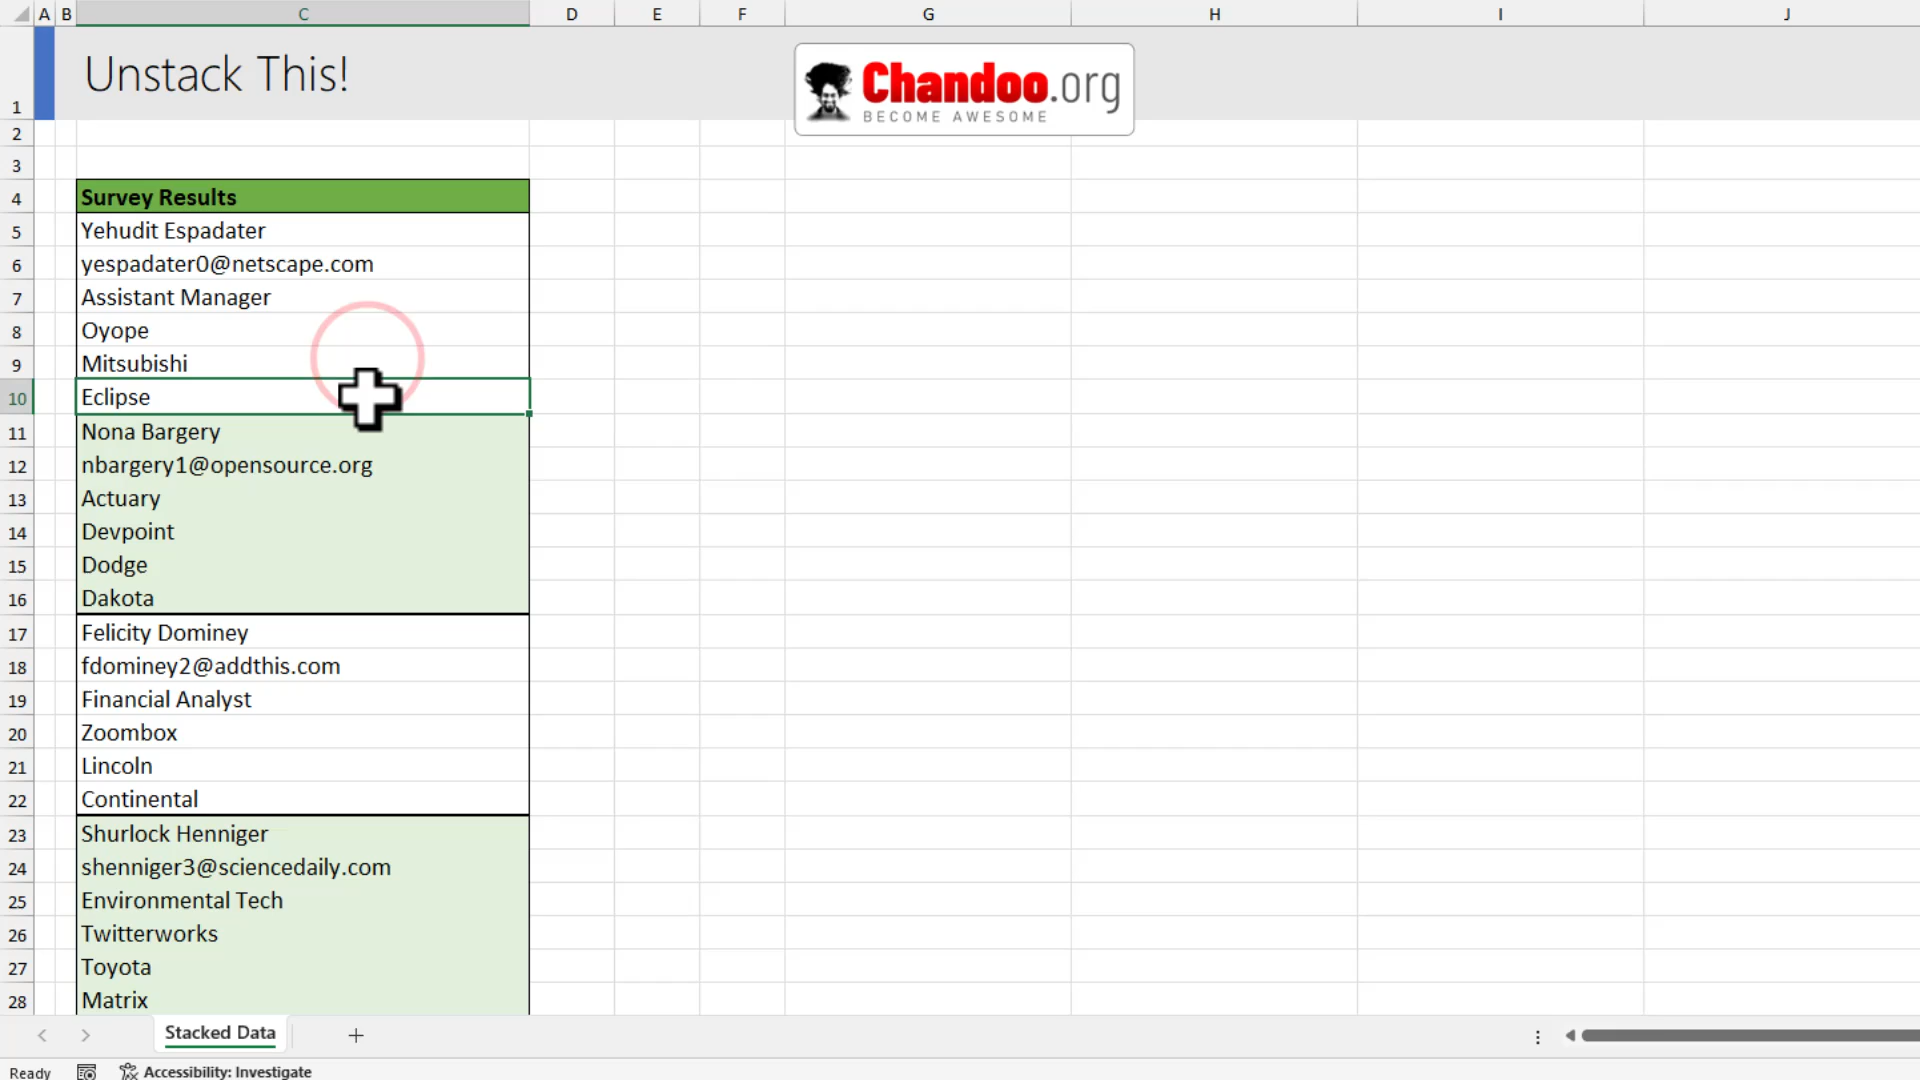 A B C D E F G H I J
1 Unstack This!
Chandoo.org
BECOME AWESOME
2
3
4 Survey Results
5 Yehudit Espadater
6 yespadater0@netscape.com
7 Assistant Manager
8 Oyope
9 Mitsubishi
10 Eclipse
11 Nona Bargery
12 nbargery1@opensource.org
13 Actuary
14 Devpoint
15 Dodge
16 Dakota
17 Felicity Dominey
18 fdominey2@addthis.com
19 Financial Analyst
20 Zoombox
21 Lincoln
22 Continental
23 Shurlock Henniger
24 shenniger3@sciencedaily.com
25 Environmental Tech
26 Twitterworks
27 Toyota
28 Matrix
Stacked Data
Ready Accessibility: Investigate